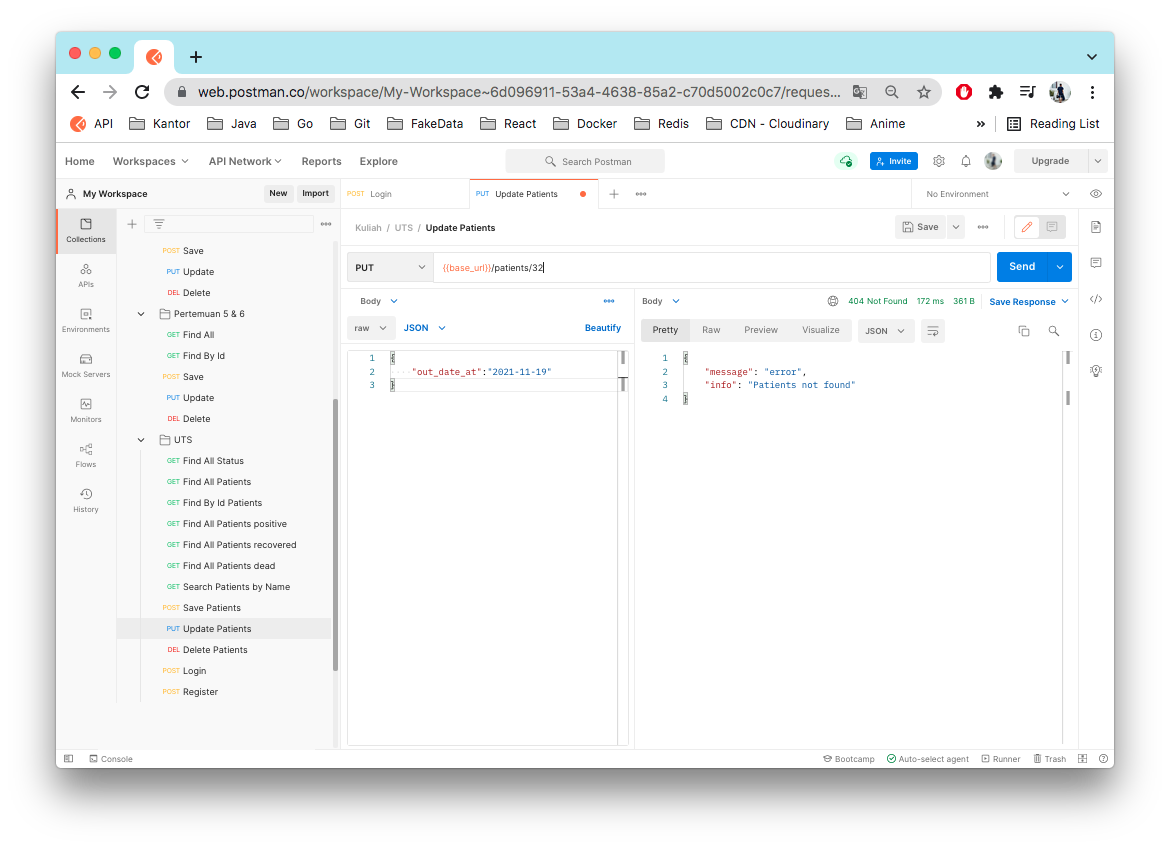 web.postman.co/workspace/My-Workspace~6d096911-53a4-4638-85a2-c70d5002c0c7/reques...
API Kantor Java Go Git FakeData React Docker Redis CDN - Cloudinary Anime » Reading List
Home Workspaces API Network Reports Explore Search Postman Invite Upgrade
My Workspace New Import POST Login PUT Update Patients No Environment
Collections
APIs
Environments
Mock Servers
Monitors
Flows
History
POST Save
PUT Update
DEL Delete
Pertemuan 5 & 6
GET Find All
GET Find By Id
POST Save
PUT Update
DEL Delete
UTS
GET Find All Status
GET Find All Patients
GET Find By Id Patients
GET Find All Patients positive
GET Find All Patients recovered
GET Find All Patients dead
GET Search Patients by Name
POST Save Patients
PUT Update Patients
DEL Delete Patients
POST Login
POST Register
Kuliah / UTS / Update Patients Save
PUT {{base_url}}/patients/32 Send
Body
raw JSON Beautify
1 {
2 "out_date_at":"2021-11-19"
3 }
Body 404 Not Found 172 ms 361 B Save Response
Pretty Raw Preview Visualize JSON
1 {
2 "message": "error",
3 "info": "Patients not found"
4 }
Console Bootcamp Auto-select agent Runner Trash